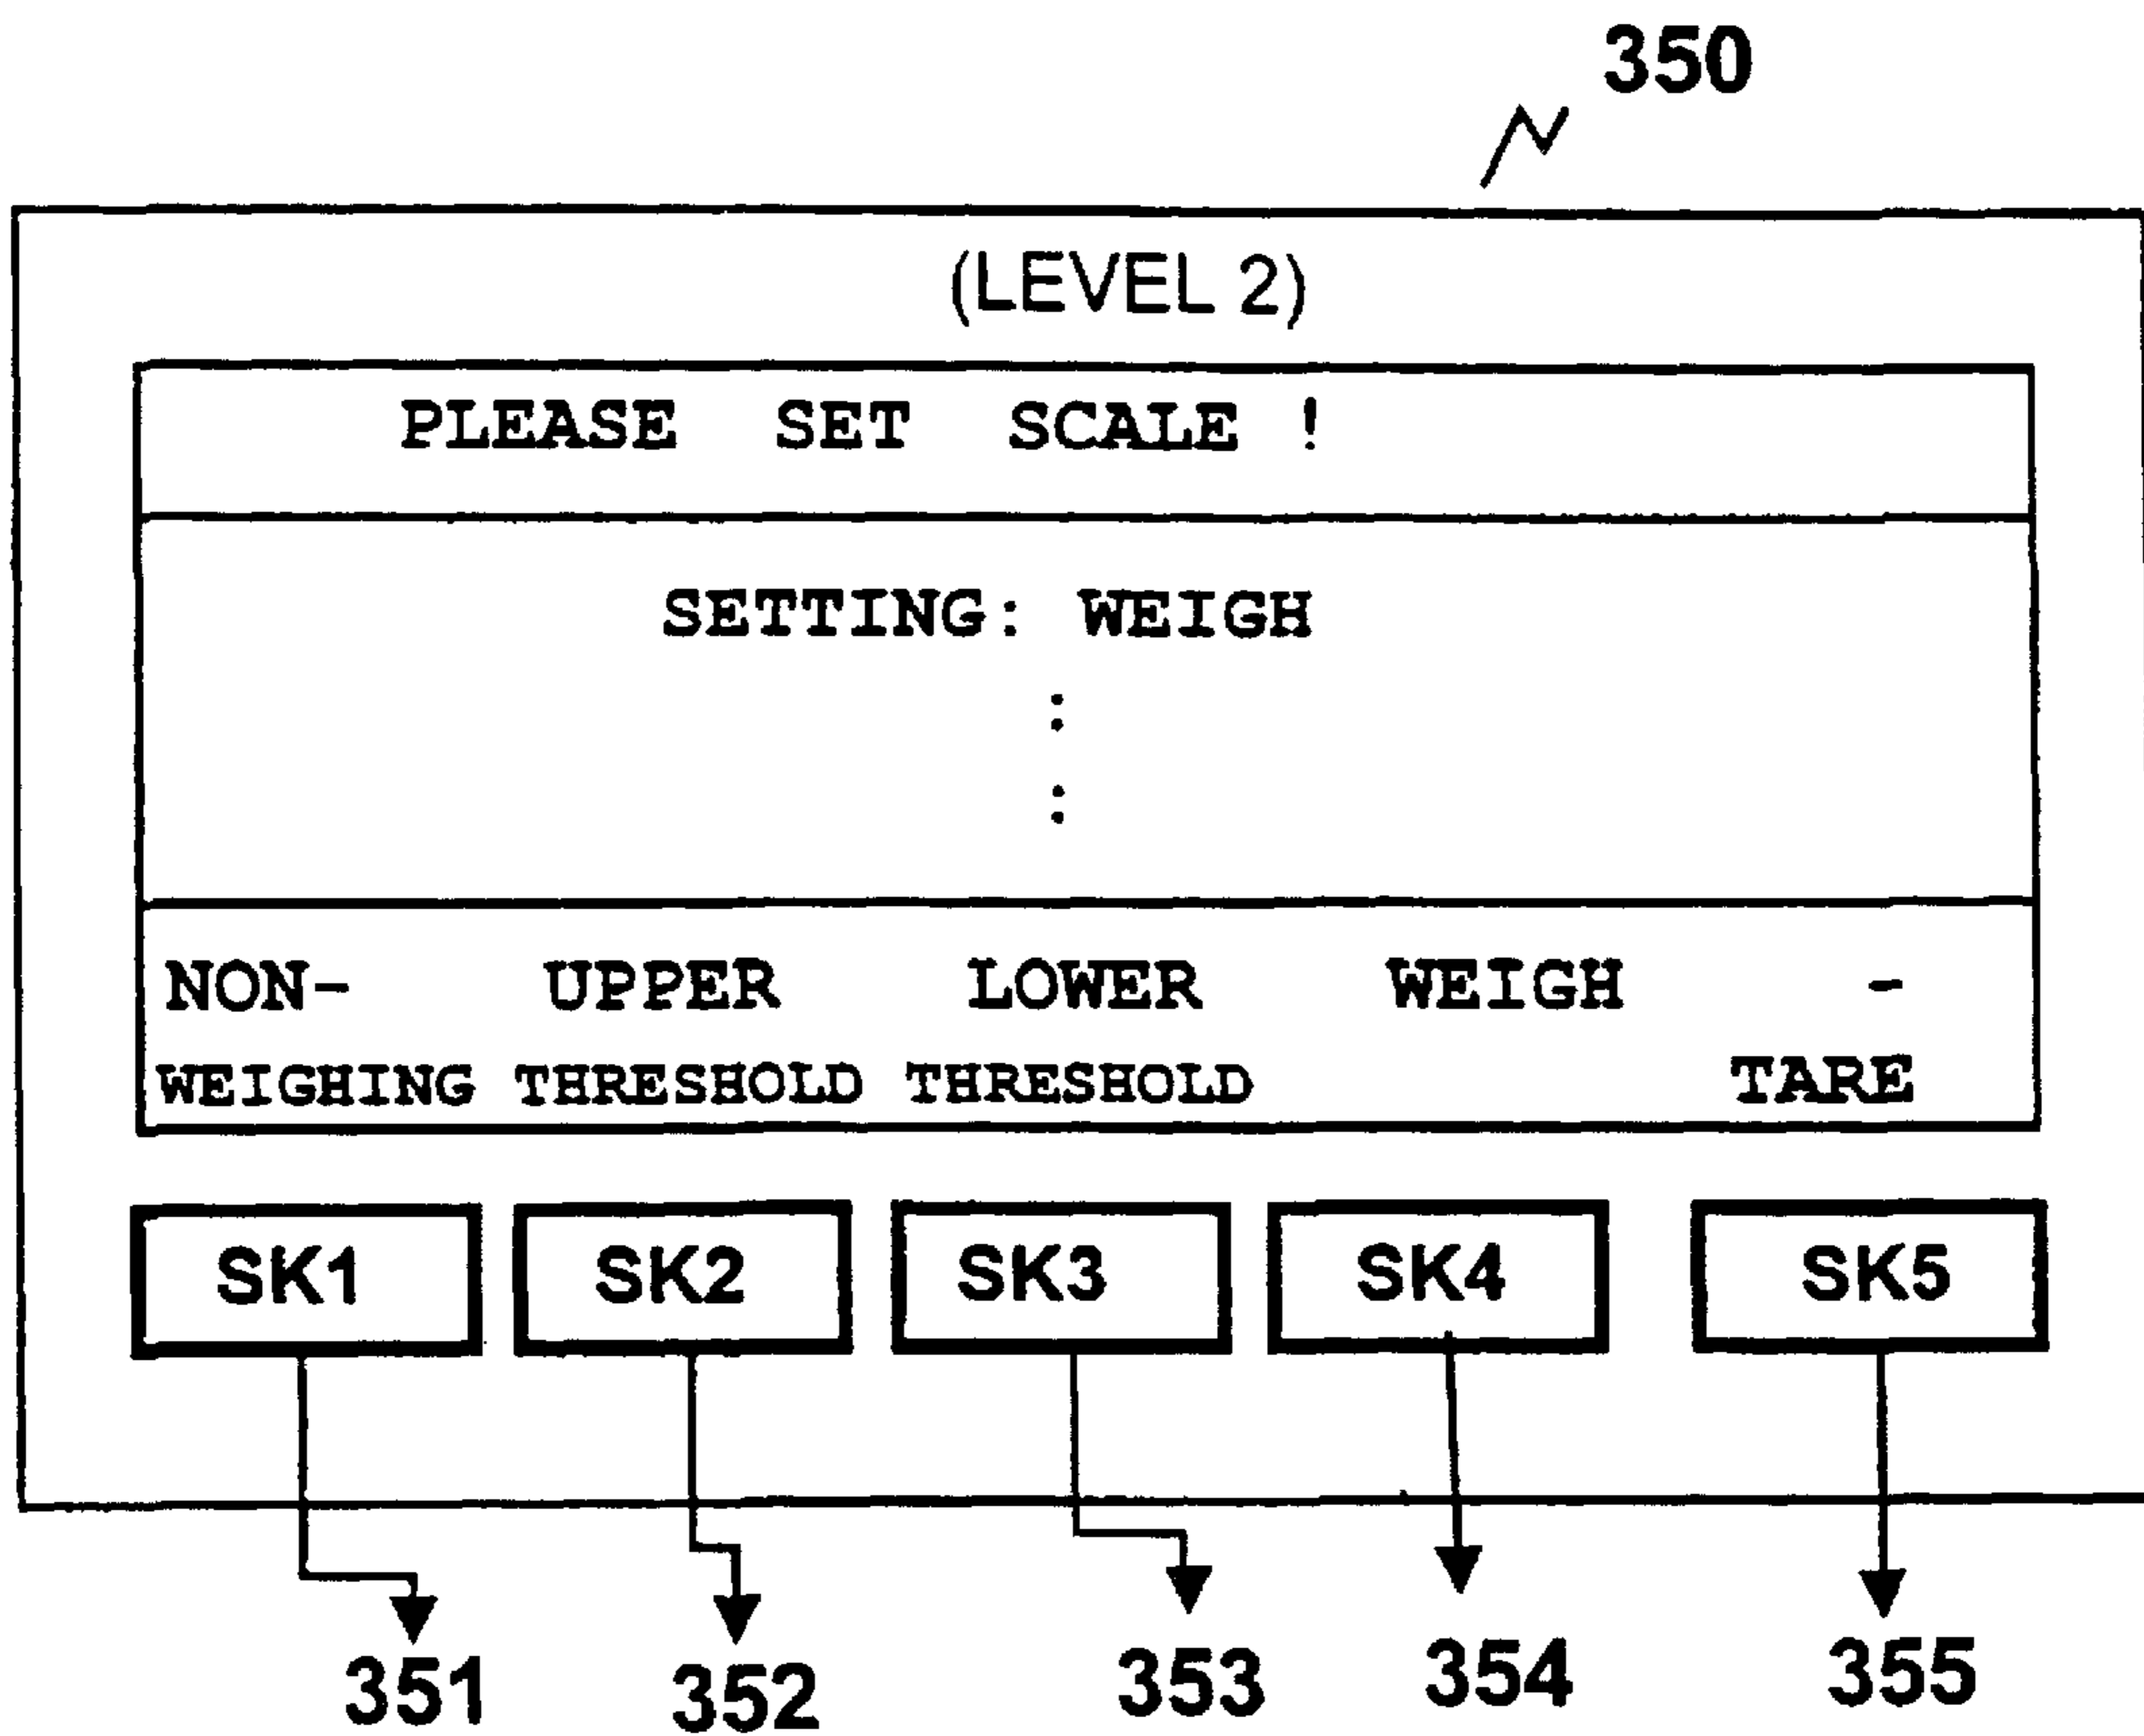 350
(LEVEL 2)
PLEASE SET SCALE !
SETTING: WEIGH
:
:
NON- UPPER LOWER WEIGH -
WEIGHING THRESHOLD THRESHOLD TARE
SK1 SK2 SK3 SK4 SK5
351 352 353 354 355